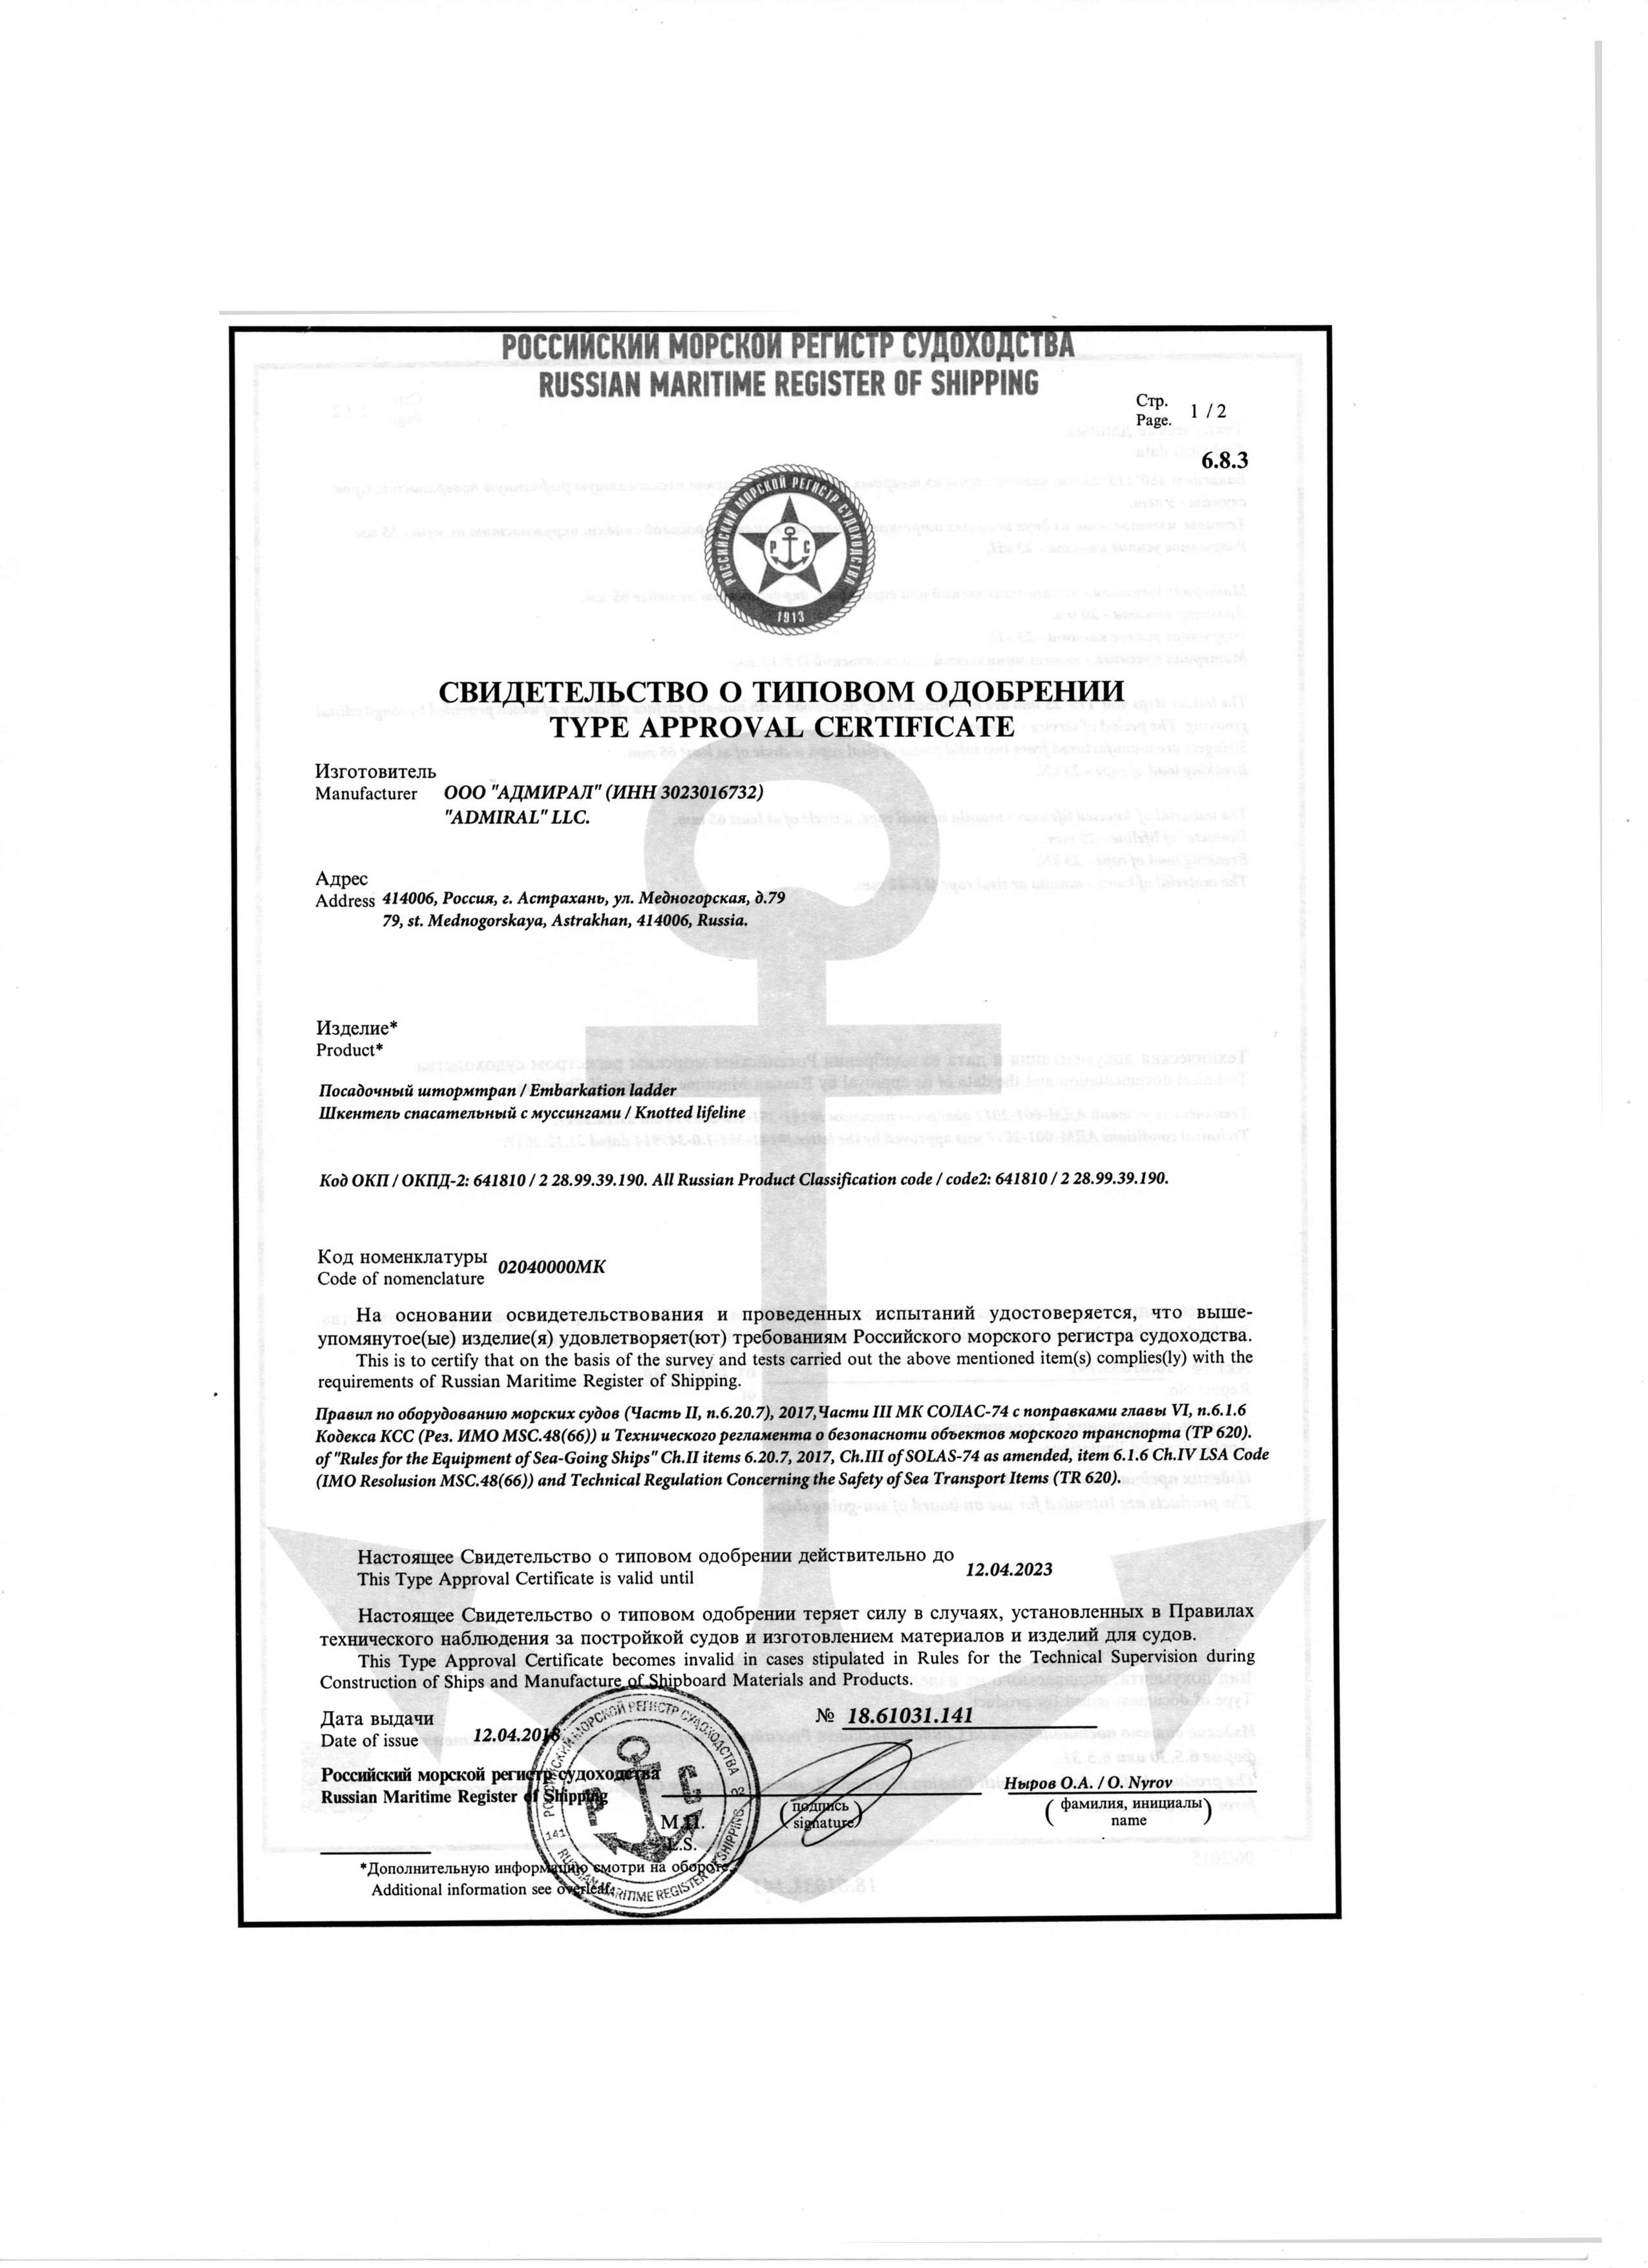 РОССИЙСКИЙ МОРСКОЙ РЕГИСТР СУДОХОДСТВА
RUSSIAN MARITIME REGISTER OF SHIPPING
Стр.
Page. 1 / 2
6.8.3
РОССИЙСКИЙ МОРСКОЙ РЕГИСТР СУДОХОДСТВА
Р С
1913
СВИДЕТЕЛЬСТВО О ТИПОВОМ ОДОБРЕНИИ
TYPE APPROVAL CERTIFICATE
Изготовитель
Manufacturer ООО "АДМИРАЛ" (ИНН 3023016732)
"ADMIRAL" LLC.
Адрес
Address 414006, Россия, г. Астрахань, ул. Медногорская, д.79
79, st. Mednogorskaya, Astrakhan, 414006, Russia.
Изделие*
Product*
Посадочный штормтрап / Embarkation ladder
Шкентель спасательный с муссингами / Knotted lifeline
Код ОКП / ОКПД-2: 641810 / 2 28.99.39.190. All Russian Product Classification code / code2: 641810 / 2 28.99.39.190.
Код номенклатуры
Code of nomenclature 02040000МК
На основании освидетельствования и проведенных испытаний удостоверяется, что выше-
упомянутое(ые) изделие(я) удовлетворяет(ют) требованиям Российского морского регистра судоходства.
This is to certify that on the basis of the survey and tests carried out the above mentioned item(s) complies(ly) with the
requirements of Russian Maritime Register of Shipping.
Правил по оборудованию морских судов (Часть II, п.6.20.7), 2017,Части III МК СОЛАС-74 с поправками главы VI, п.6.1.6
Кодекса КСС (Рез. ИМО MSC.48(66)) и Технического регламента о безопасноти объектов морского транспорта (ТР 620).
of "Rules for the Equipment of Sea-Going Ships" Ch.II items 6.20.7, 2017, Ch.III of SOLAS-74 as amended, item 6.1.6 Ch.IV LSA Code
(IMO Resolusion MSC.48(66)) and Technical Regulation Concerning the Safety of Sea Transport Items (TR 620).
Настоящее Свидетельство о типовом одобрении действительно до
This Type Approval Certificate is valid until 12.04.2023
Настоящее Свидетельство о типовом одобрении теряет силу в случаях, установленных в Правилах
технического наблюдения за постройкой судов и изготовлением материалов и изделий для судов.
This Type Approval Certificate becomes invalid in cases stipulated in Rules for the Technical Supervision during
Construction of Ships and Manufacture of Shipboard Materials and Products.
Дата выдачи
Date of issue 12.04.2018
№ 18.61031.141
Российский морской регистр судоходства
Russian Maritime Register of Shipping
Ныров О.А. / O. Nyrov
(подпись
signature)
(фамилия, инициалы)
name
М.П.
L.S.
РОССИЙСКИЙ МОРСКОЙ РЕГИСТР СУДОХОДСТВА
RUSSIAN MARITIME REGISTER OF SHIPPING
Р С
141
02
*Дополнительную информацию смотри на обороте.
Additional information see overleaf.